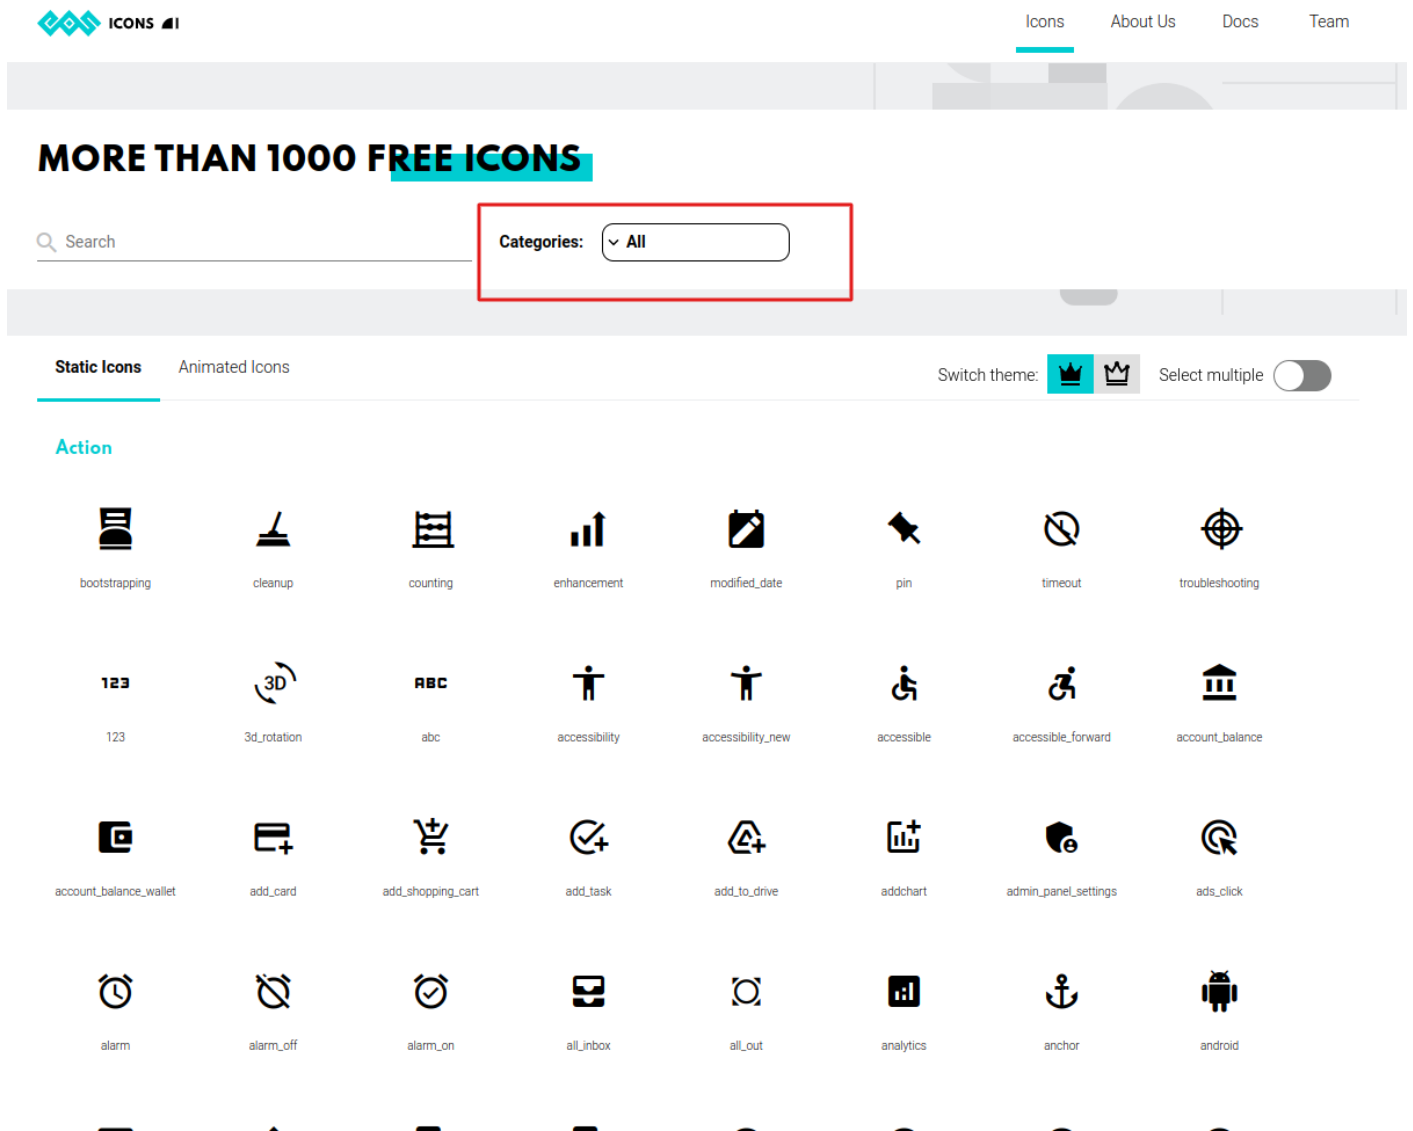 EOS ICONS
Icons About Us Docs Team
MORE THAN 1000 FREE ICONS
Search Categories: All
Static Icons Animated Icons Switch theme: Select multiple
Action
bootstrapping cleanup counting enhancement modified_date pin timeout troubleshooting
123 3D ABC
123 3d_rotation abc accessibility accessibility_new accessible accessible_forward account_balance
account_balance_wallet add_card add_shopping_cart add_task add_to_drive addchart admin_panel_settings ads_click
alarm alarm_off alarm_on all_inbox all_out analytics anchor android